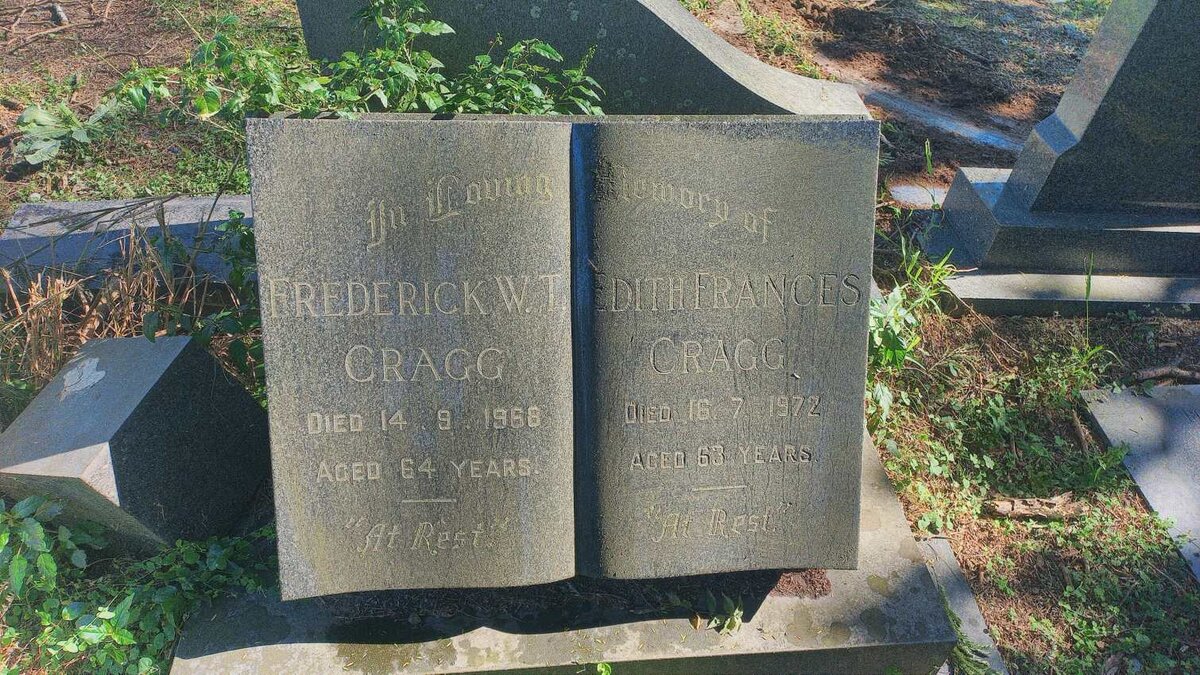 In Loving Memory of
FREDERICK W. T.
CRAGG
DIED 14 . 9 . 1968
AGED 64 YEARS.
"At Rest."
EDITH FRANCES
CRAGG
DIED 16 . 7 . 1972
AGED 63 YEARS
"At Rest."